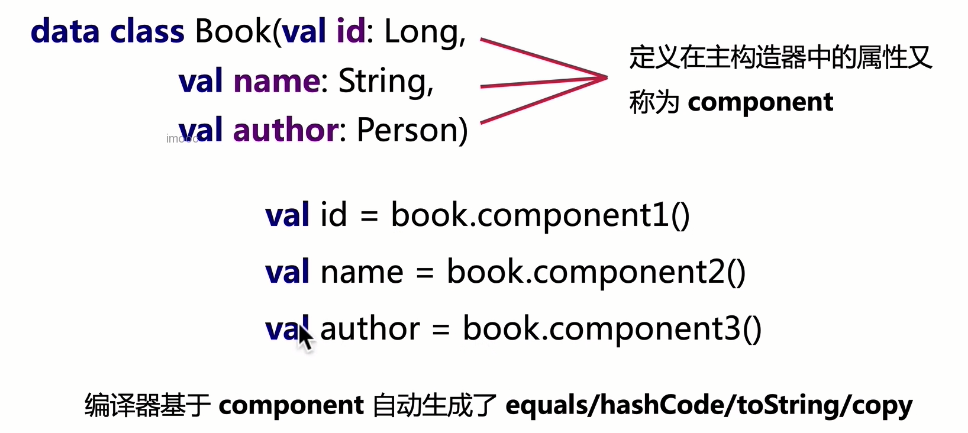 data class Book(val id: Long,
val name: String,
val author: Person)
定义在主构造器中的属性又
称为 component
val id = book.component1()
val name = book.component2()
val author = book.component3()
编译器基于 component 自动生成了 equals/hashCode/toString/copy